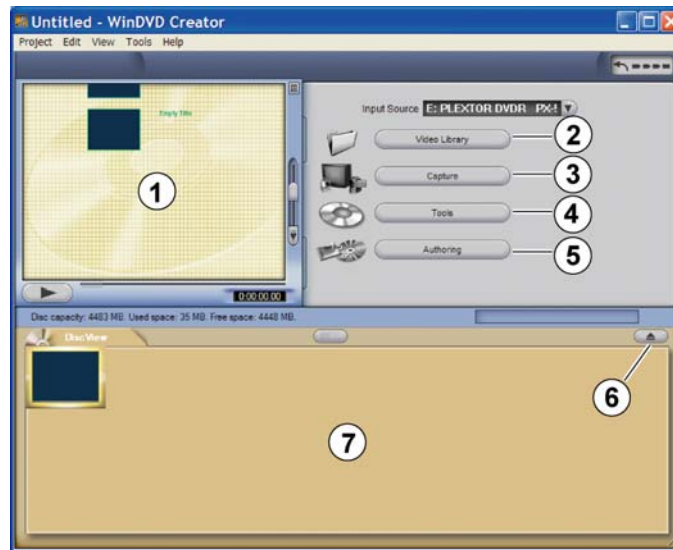 Untitled - WinDVD Creator
Project Edit View Tools Help
Empty Title
Input Source E: PLEXTOR DVDR PX-
Video Library
Capture
Tools
Authoring
1
2
3
4
5
0:00:00.00
Disc capacity: 4483 MB. Used space: 35 MB. Free space: 4448 MB.
Disc View
6
7